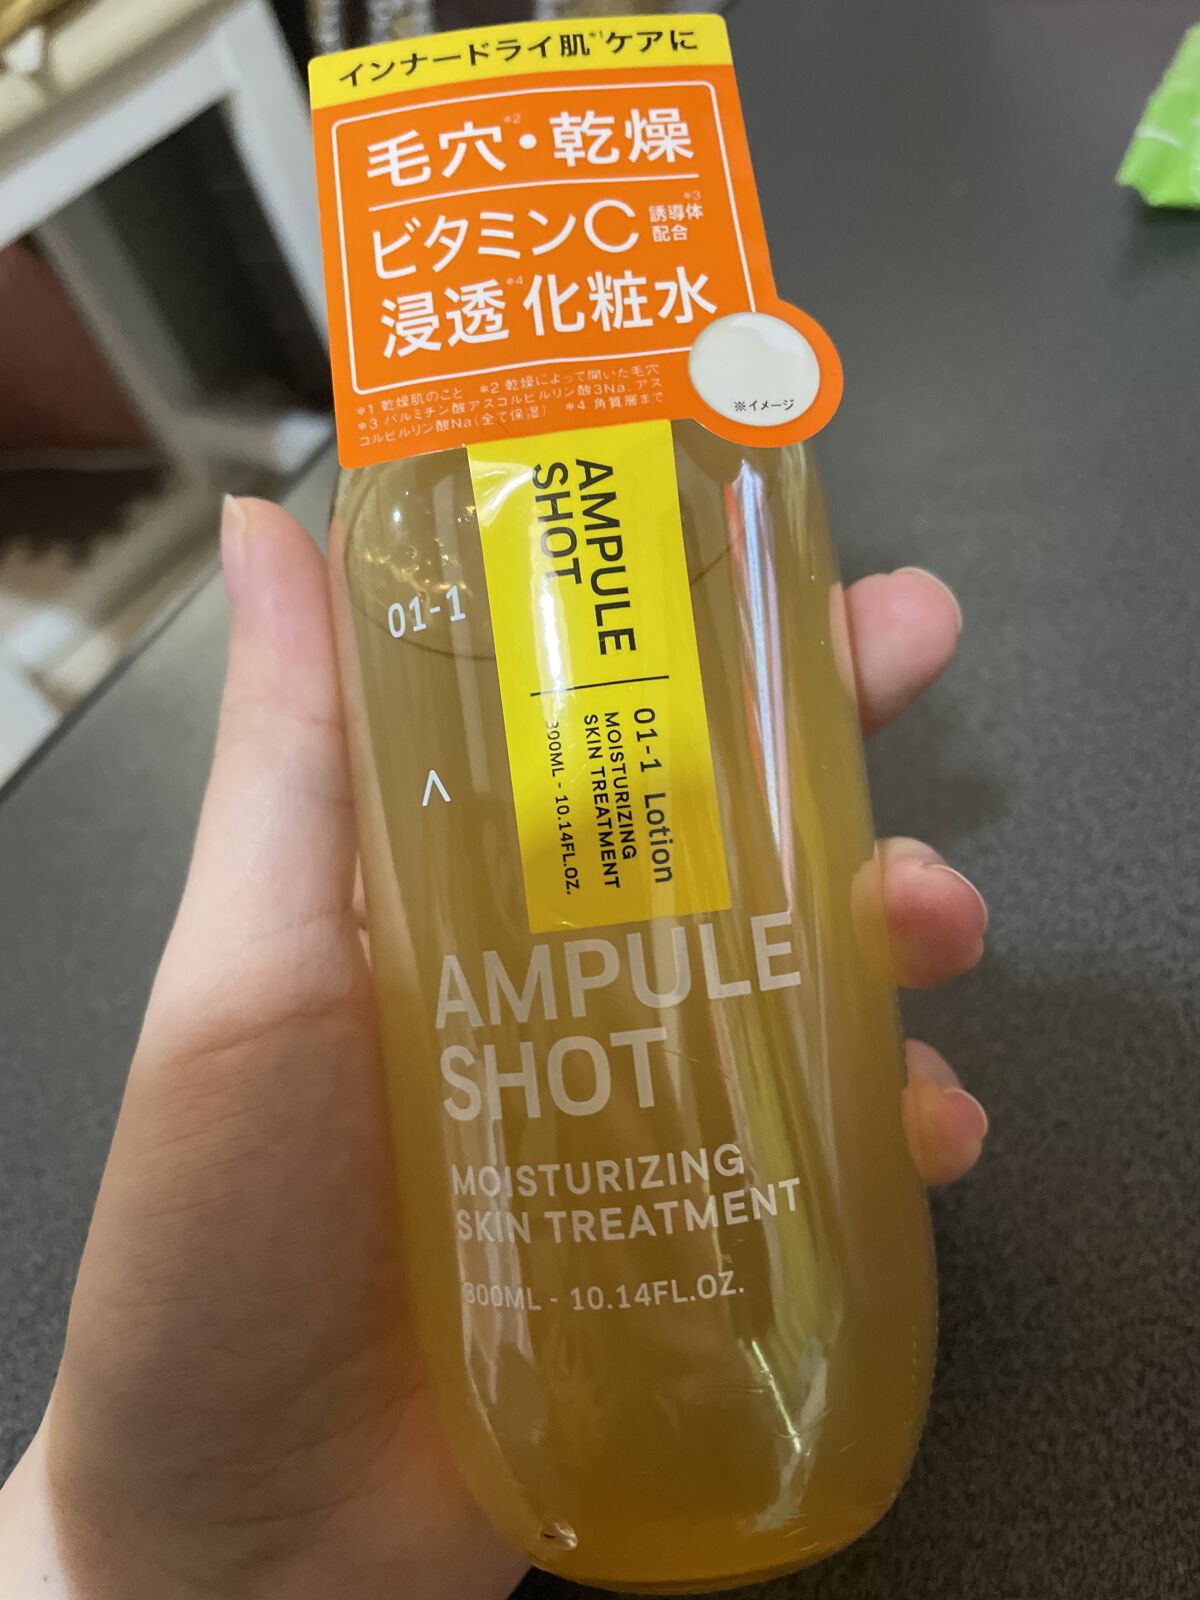 インナードライ肌*1ケアに
毛穴*2・乾燥
ビタミンC誘導体*3配合
浸透*4化粧水
*1 乾燥肌のこと *2 乾燥によって開いた毛穴
*3 パルミチン酸アスコルビルリン酸3Na、アス
コルビルリン酸Na(全て保湿) *4 角質層まで
※イメージ
AMPULE
SHOT
01-1 Lotion
MOISTURIZING
SKIN TREATMENT
300ML - 10.14FL.OZ.
01-1
AMPULE
SHOT
MOISTURIZING
SKIN TREATMENT
300ML - 10.14FL.OZ.